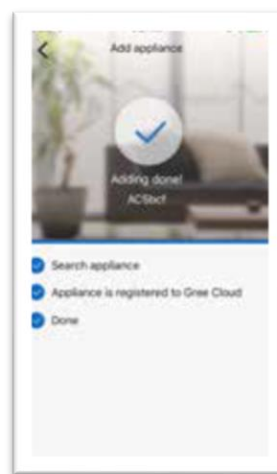 Add appliance
Adding done!
Search appliance
Appliance is registered to Gree Cloud
Done